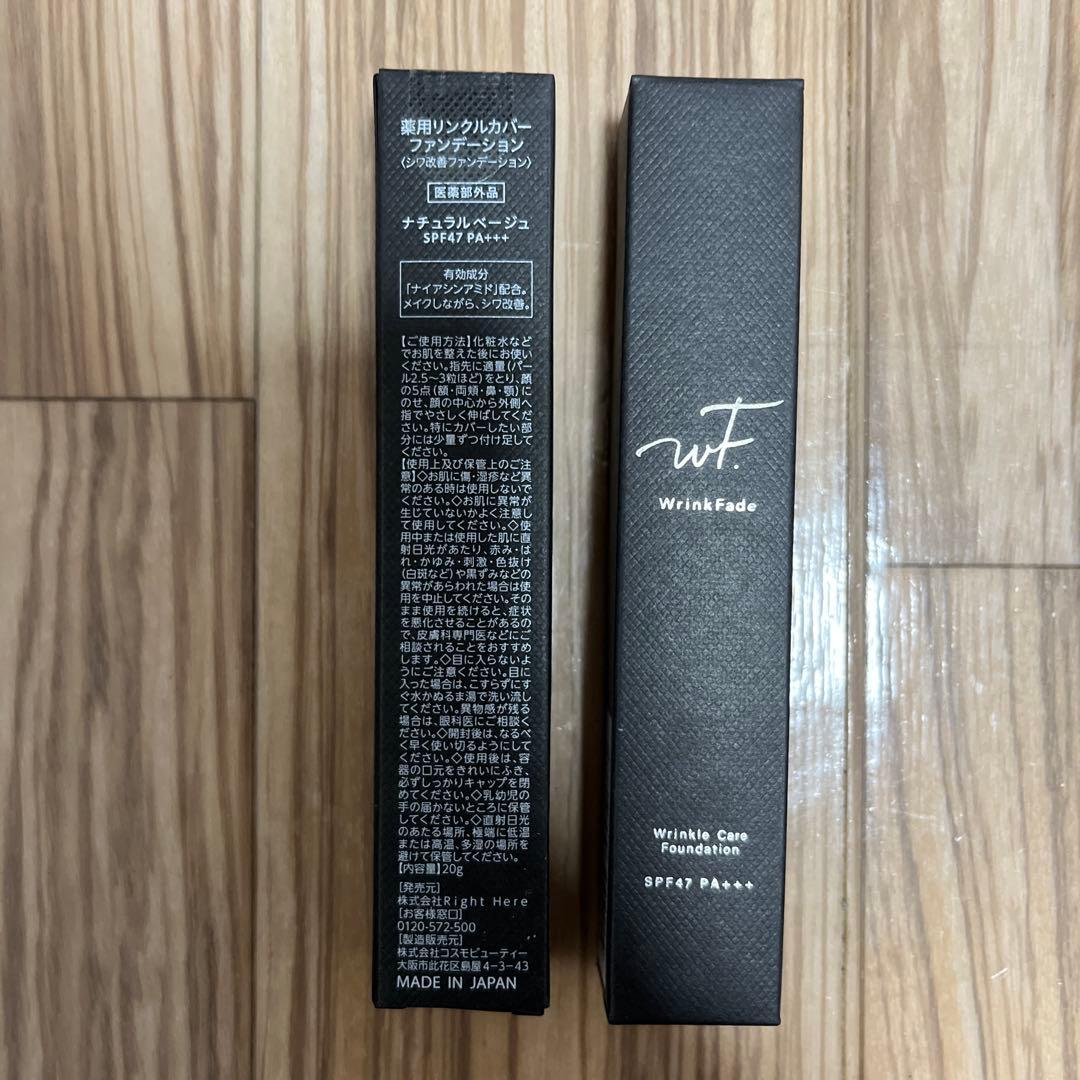 薬用リンクルカバー
ファンデーション
〈シワ改善ファンデーション〉
医薬部外品
ナチュラルベージュ
SPF47 PA+++
有効成分
「ナイアシンアミド」配合。
メイクしながら、シワ改善。
【ご使用方法】化粧水など
でお肌を整えた後にお使い
ください。指先に適量(パー
ル2.5〜3粒ほど)をとり、顔
の5点(額・両頬・鼻・顎)に
のせ、顔の中心から外側へ
指でやさしく伸ばしてくだ
さい。特にカバーしたい部
分には少量ずつ付け足して
ください。
【使用上及び保管上のご注
意】◇お肌に傷・湿疹など異
常のある時は使用しないで
ください。◇お肌に異常が
生じていないかよく注意し
て使用してください。◇使
用中または使用した肌に直
射日光があたり、赤み・は
れ・かゆみ・刺激・色抜け
(白斑など)や黒ずみなどの
異常があらわれた場合は使
用を中止してください。その
まま使用を続けると、症状
を悪化させることがあるの
で、皮膚科専門医などにご
相談されることをおすすめ
します。◇目に入らないよ
うにご注意ください。目に
入った場合は、こすらずにす
ぐ水かぬるま湯で洗い流し
てください。異物感が残る
場合は、眼科医にご相談く
ださい。◇開封後は、なるべ
く早く使い切るようにして
ください。◇使用後は、容
器の口元をきれいにふき、
必ずしっかりキャップを閉
めてください。◇乳幼児の
手の届かないところに保管
してください。◇直射日光
のあたる場所、極端に低温
または高温、多湿の場所を
避けて保管してください。
【内容量】20g
[発売元]
株式会社Right Here
[お客様窓口]
0120-572-500
[製造販売元]
株式会社コスモビューティー
大阪市此花区島屋4-3-43
MADE IN JAPAN
wF.
WrinkFade
Wrinkle Care
Foundation
SPF47 PA+++